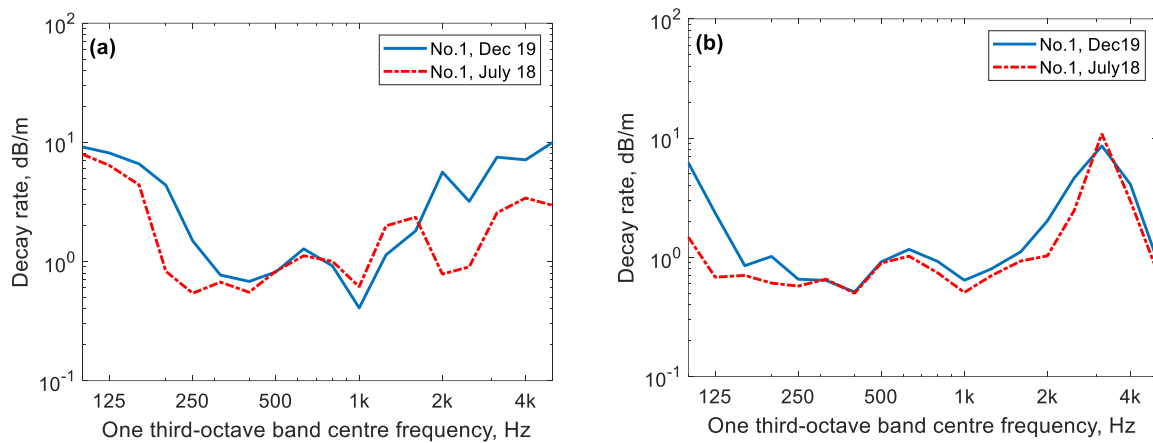 (a)
No.1, Dec 19
No.1, July 18
10^2
10^1
10^0
10^-1
Decay rate, dB/m
125 250 500 1k 2k 4k
One third-octave band centre frequency, Hz
(b)
No.1, Dec19
No.1, July18
10^2
10^1
10^0
10^-1
Decay rate, dB/m
125 250 500 1k 2k 4k
One third-octave band centre frequency, Hz